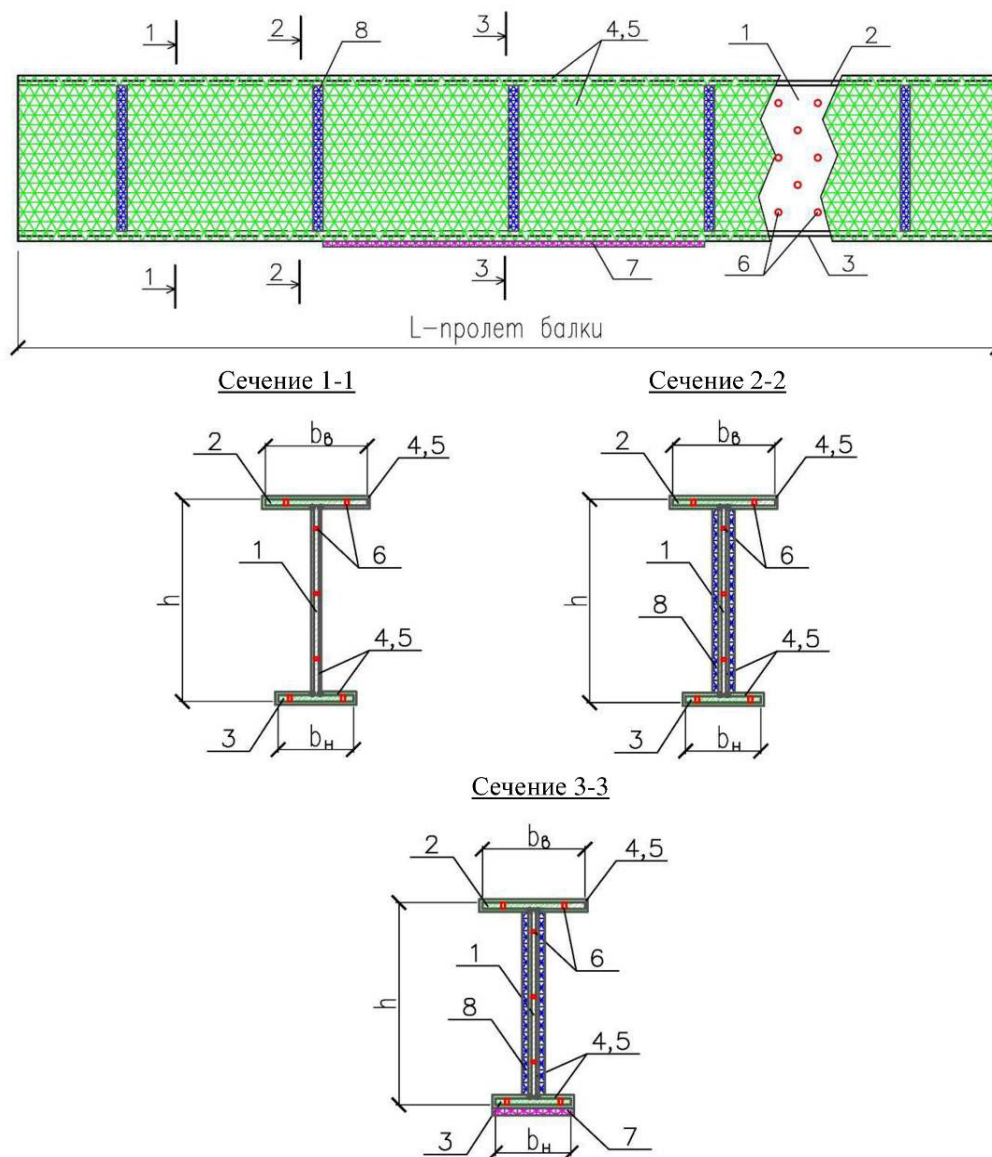 1 2 8 3 4,5 1 2
1 2 3 6 7 6 3
L-пролет балки
Сечение 1-1 Сечение 2-2
2 bв 4,5 2 bв 4,5
1 6 1 6
h h
8
4,5 4,5
3 bн 3 bн
Сечение 3-3
2 bв 4,5
1 6
h
8 4,5
3 bн 7